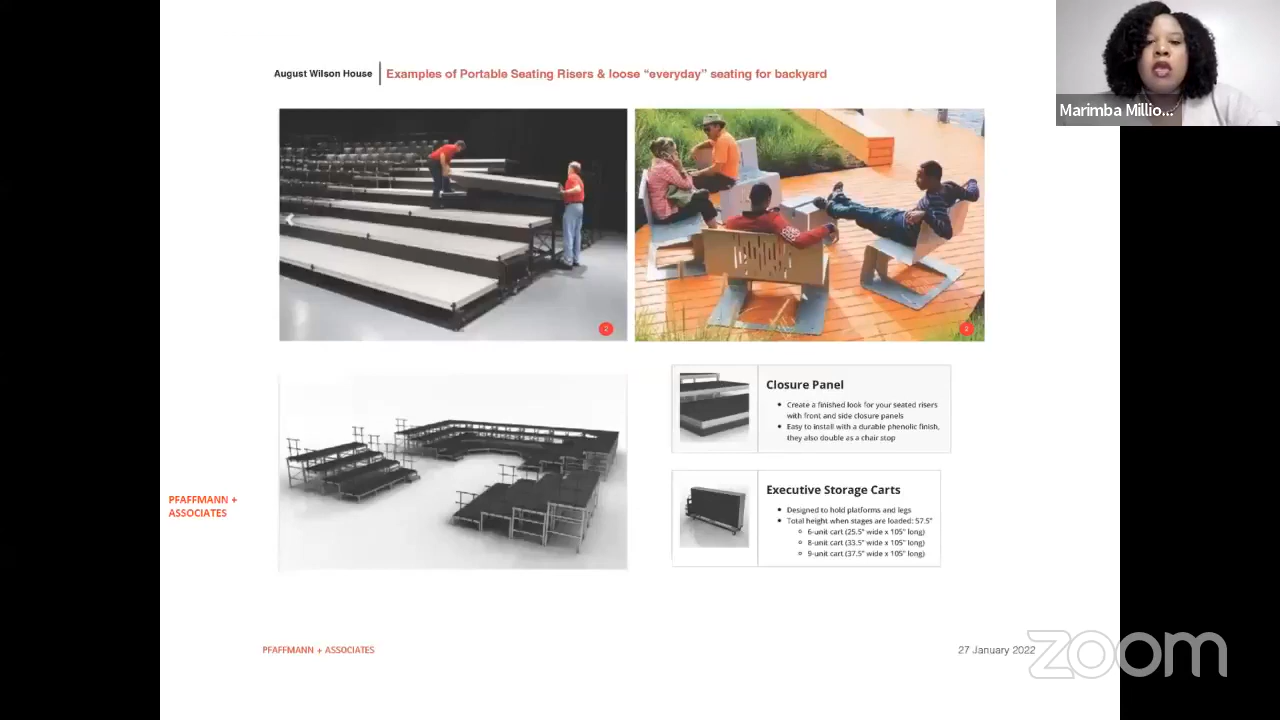 August Wilson House
Examples of Portable Seating Risers & loose “everyday” seating for backyard
Marimba Millio...
2
Closure Panel
Create a finished look for your seated risers
with front and side closure panels
Easy to install with a durable phenolic finish,
they also double as a chair stop
Executive Storage Carts
Designed to hold platforms and legs
Total height when stages are loaded: 57.5"
6-unit cart (25.5" wide x 105" long)
8-unit cart (33.5" wide x 105" long)
9-unit cart (37.5" wide x 105" long)
PFAFFMANN +
ASSOCIATES
PFAFFMANN + ASSOCIATES
27 January 2022
zoom